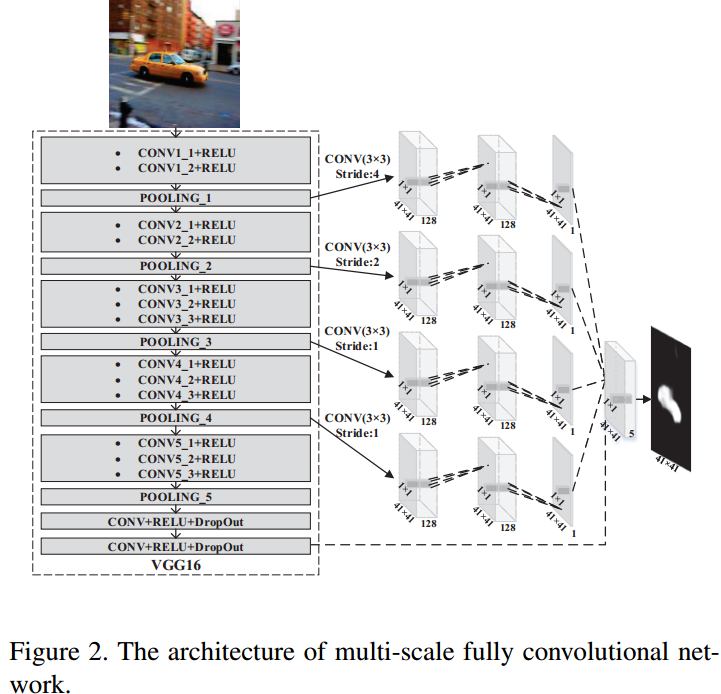 CONV1_1+RELU
CONV1_2+RELU
POOLING_1
CONV2_1+RELU
CONV2_2+RELU
POOLING_2
CONV3_1+RELU
CONV3_2+RELU
CONV3_3+RELU
POOLING_3
CONV4_1+RELU
CONV4_2+RELU
CONV4_3+RELU
POOLING_4
CONV5_1+RELU
CONV5_2+RELU
CONV5_3+RELU
POOLING_5
CONV+RELU+DropOut
CONV+RELU+DropOut
VGG16
CONV(3×3)
Stride:4
1×1
41×41
128
1×1
41×41
1×1
41×41
1
CONV(3×3)
Stride:2
1×1
41×41
128
1×1
41×41
1×1
41×41
1
CONV(3×3)
Stride:1
1×1
41×41
128
1×1
41×41
1×1
41×41
1
CONV(3×3)
Stride:1
1×1
41×41
128
1×1
41×41
1×1
41×41
1
1×1
41×41
5
41×41
Figure 2. The architecture of multi-scale fully convolutional net-
work.